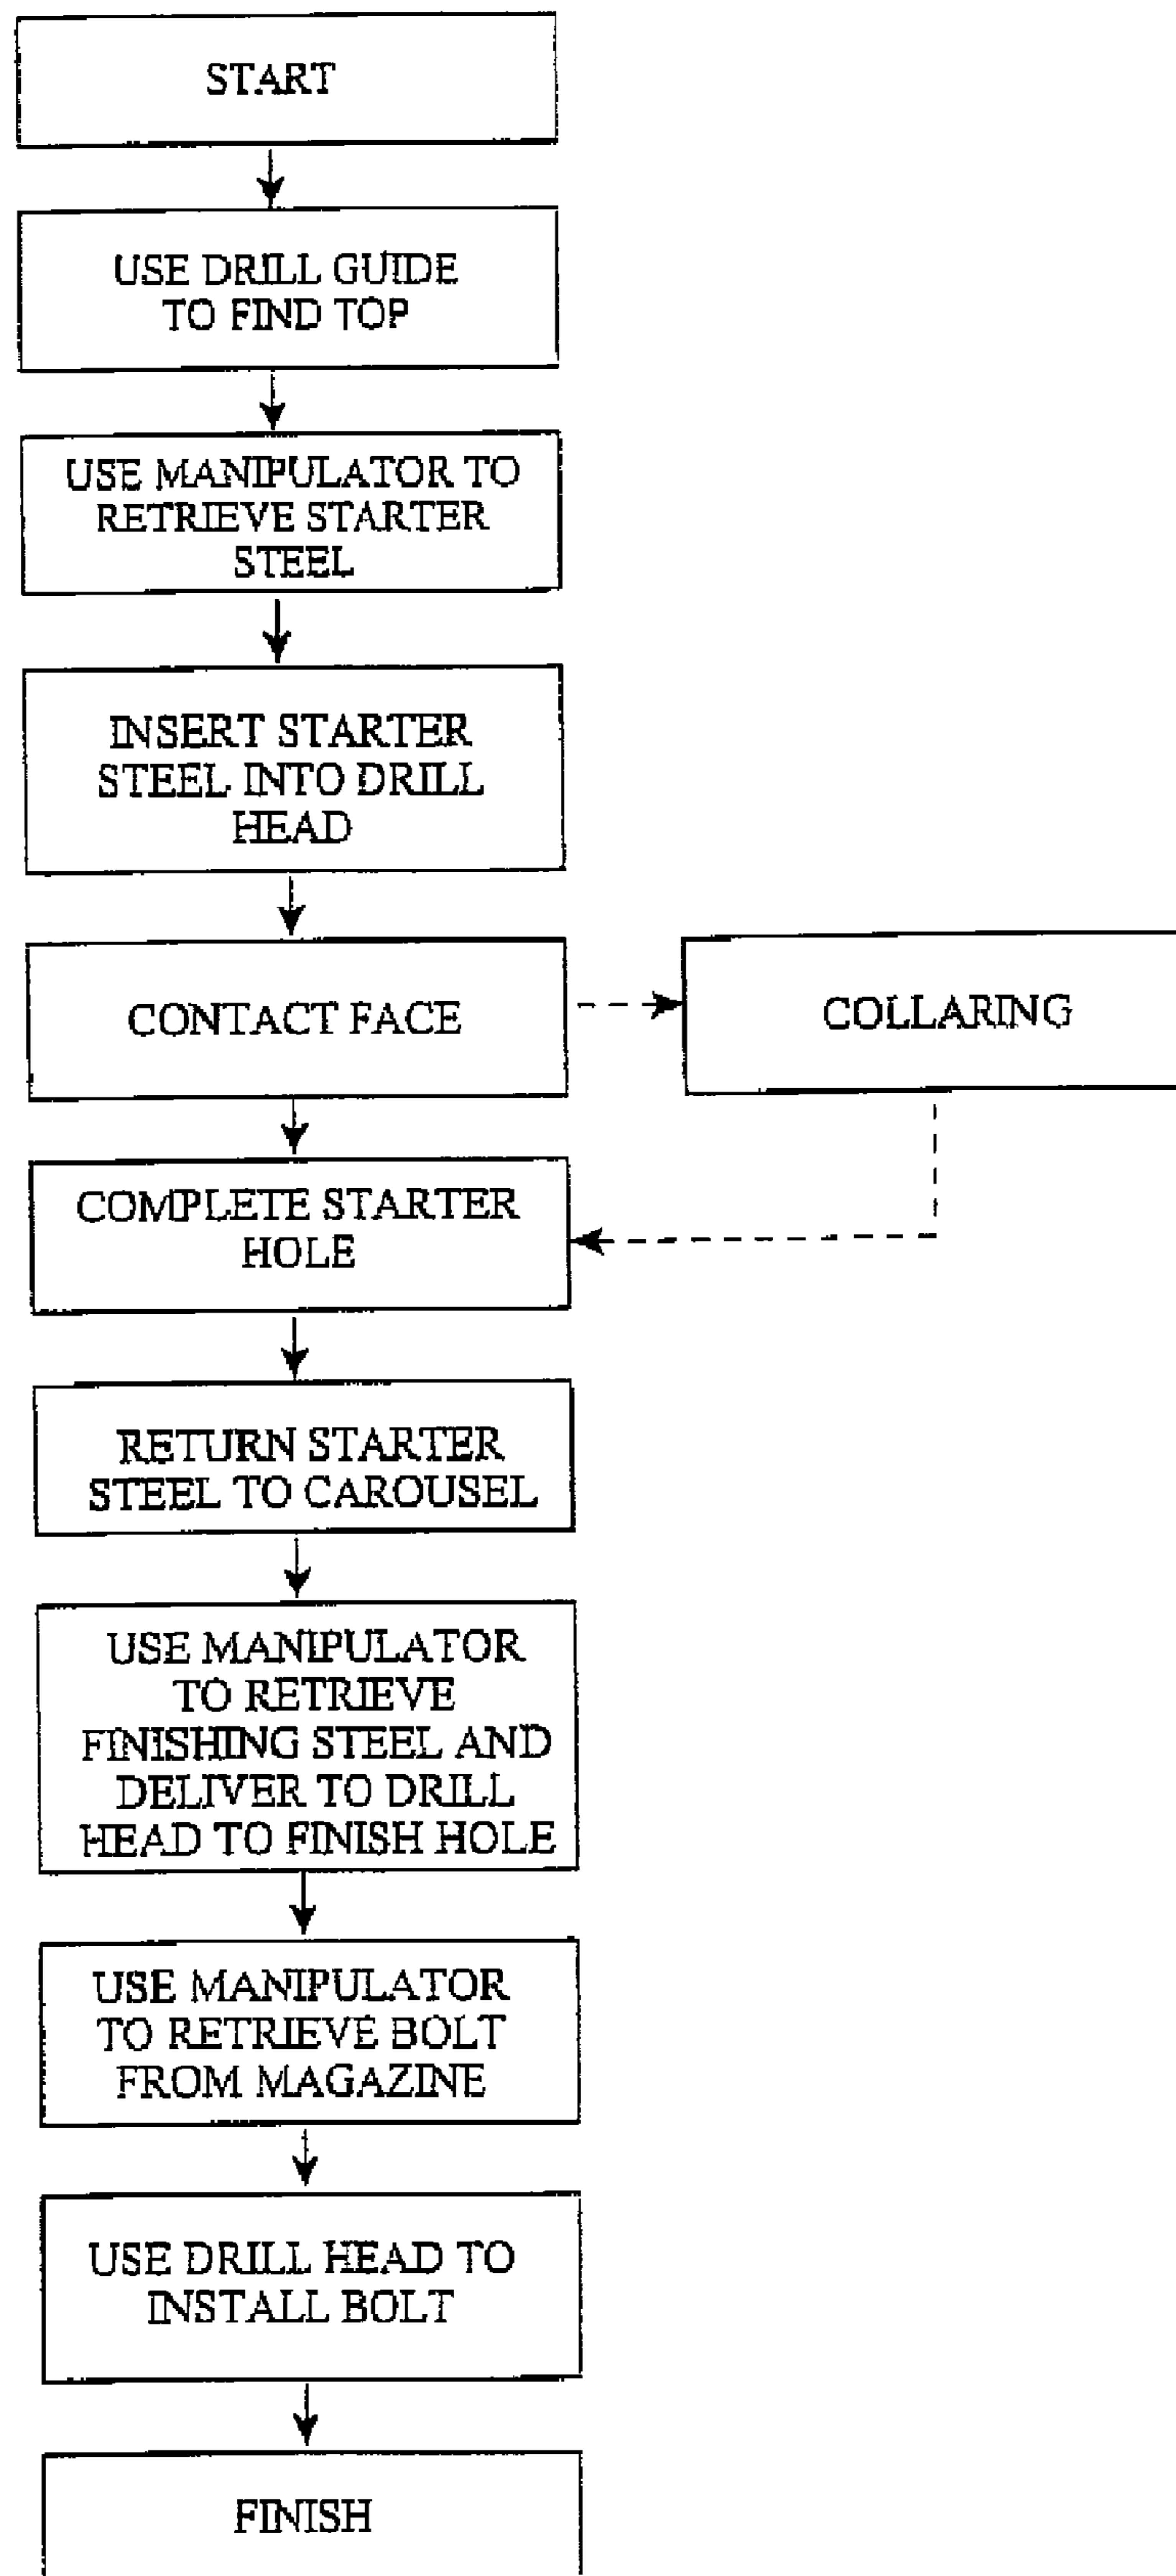 START
USE DRILL GUIDE
TO FIND TOP
USE MANIPULATOR TO
RETRIEVE STARTER
STEEL
INSERT STARTER
STEEL INTO DRILL
HEAD
CONTACT FACE
COLLARING
COMPLETE STARTER
HOLE
RETURN STARTER
STEEL TO CAROUSEL
USE MANIPULATOR
TO RETRIEVE
FINISHING STEEL AND
DELIVER TO DRILL
HEAD TO FINISH HOLE
USE MANIPULATOR
TO RETRIEVE BOLT
FROM MAGAZINE
USE DRILL HEAD TO
INSTALL BOLT
FINISH